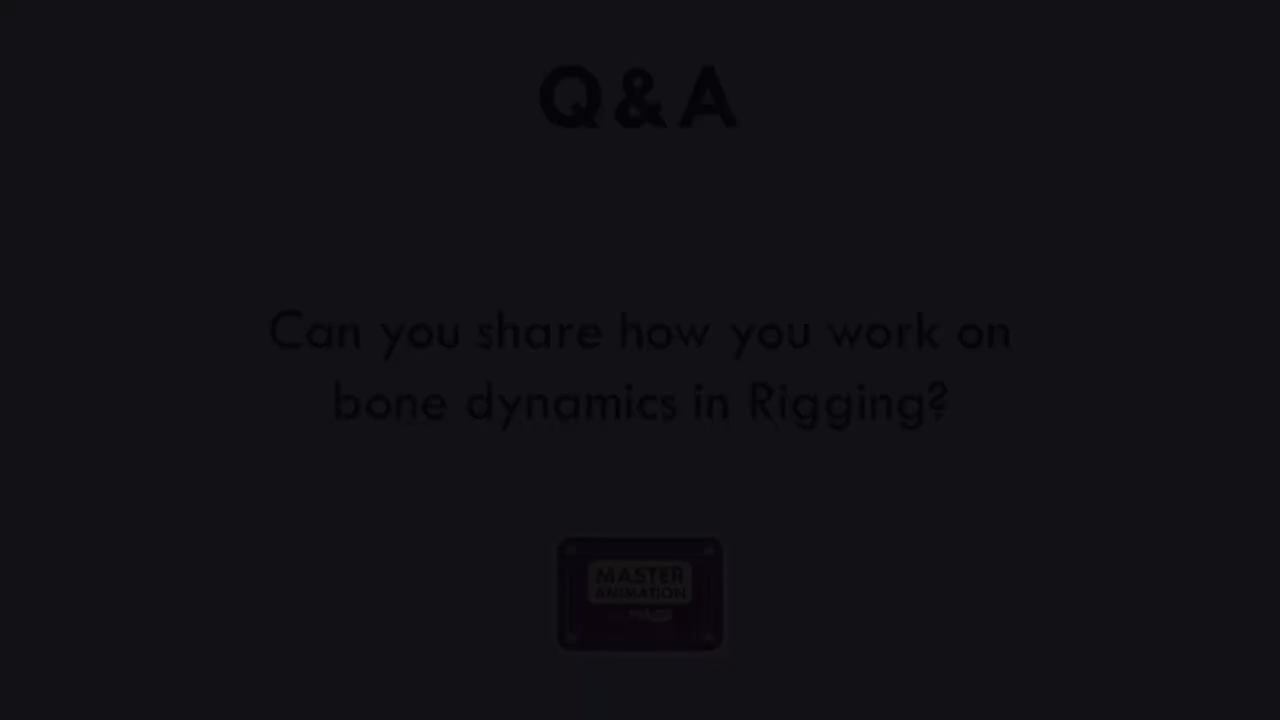 Q&A
Can you share how you work on
bone dynamics in Rigging?
MASTER
ANIMATION